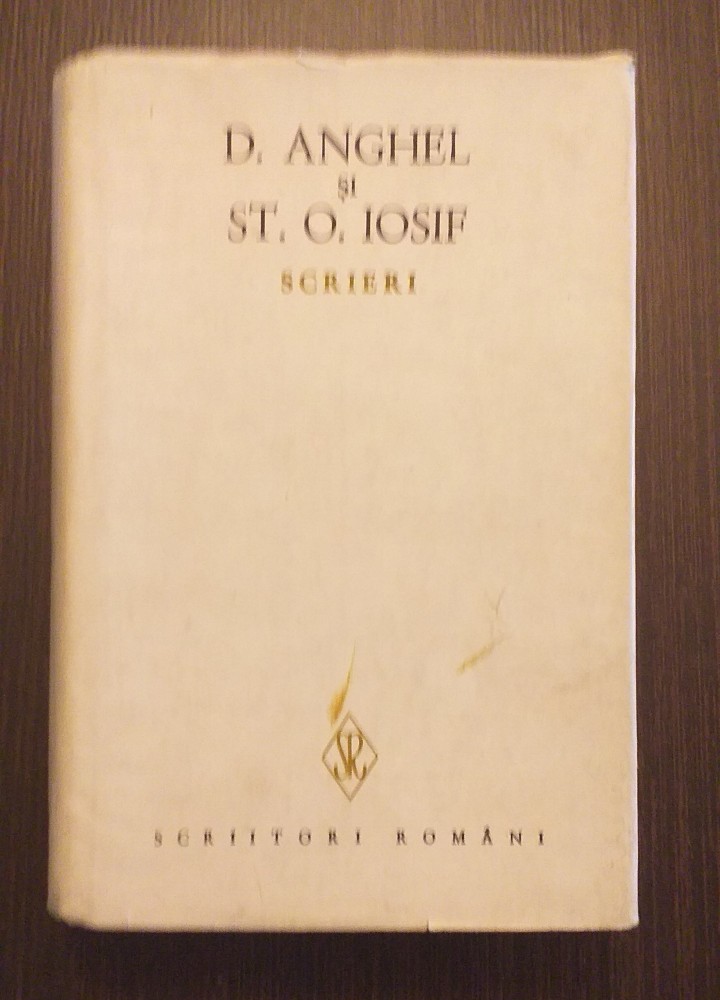 D. ANGHEL
ȘI
ST. O. IOSIF
SCRIERI
SR
SCRIITORI ROMÂNI